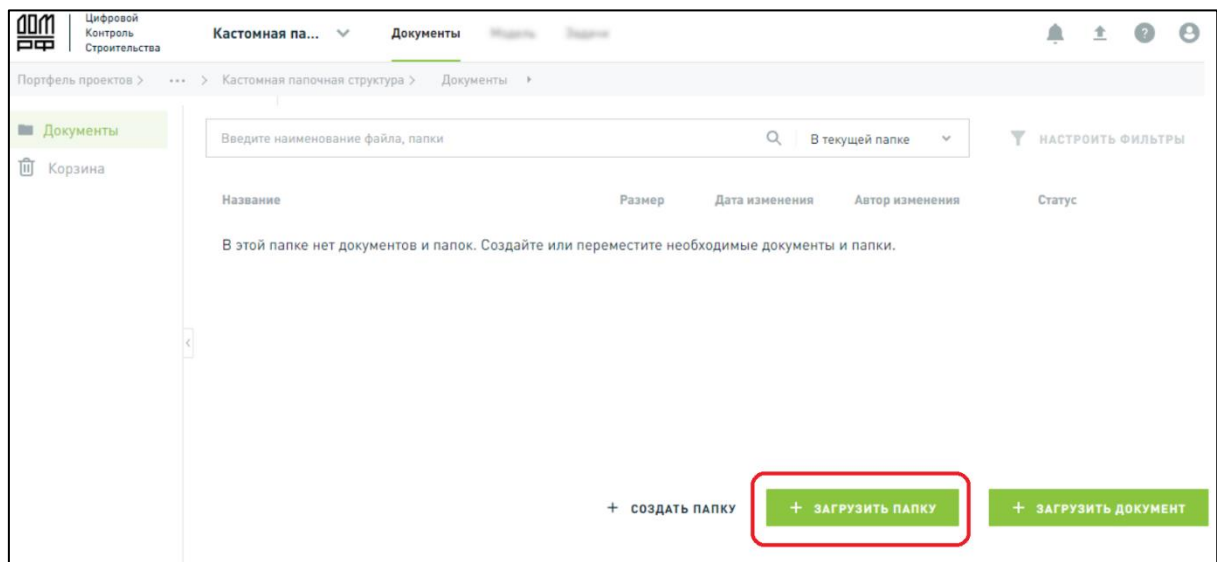 ДОМ
РФ
Цифровой
Контроль
Строительства
Кастомная па... Документы Модель Задачи
Портфель проектов > ... > Кастомная папочная структура > Документы
Документы
Корзина
Введите наименование файла, папки В текущей папке НАСТРОИТЬ ФИЛЬТРЫ
Название Размер Дата изменения Автор изменения Статус
В этой папке нет документов и папок. Создайте или переместите необходимые документы и папки.
+ СОЗДАТЬ ПАПКУ + ЗАГРУЗИТЬ ПАПКУ + ЗАГРУЗИТЬ ДОКУМЕНТ